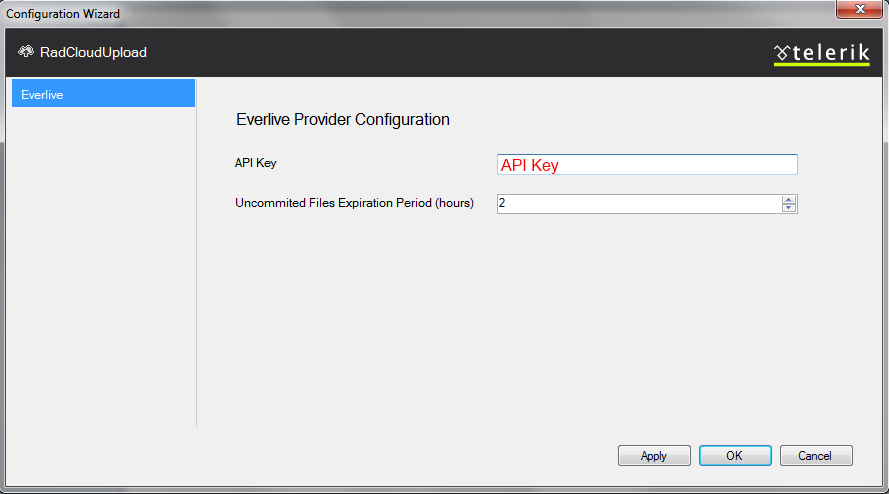 Configuration Wizard
RadCloudUpload
telerik
Everlive
Everlive Provider Configuration
API Key
API Key
Uncommited Files Expiration Period (hours)
2
Apply
OK
Cancel